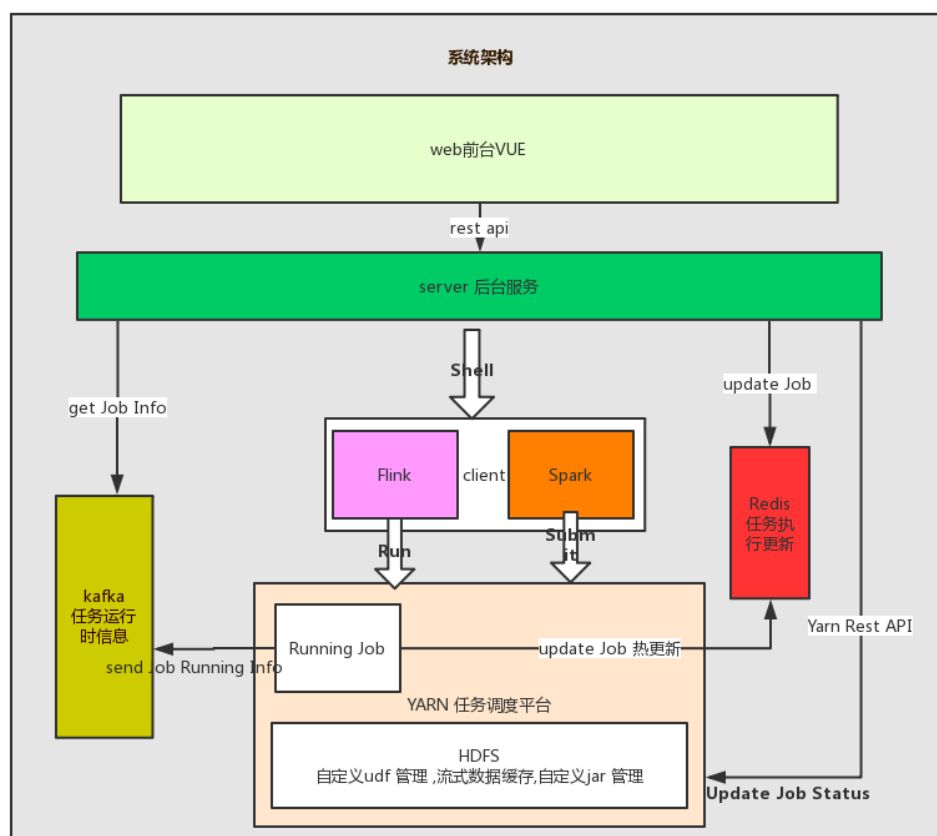 系统架构
web前台VUE
rest api
server 后台服务
Shell
update Job
get Job Info
Flink
client
Spark
Redis
任务执
行更新
Run
Subm
it
kafka
任务运行
时信息
Yarn Rest API
Running Job
update Job 热更新
send Job Running Info
YARN 任务调度平台
HDFS
自定义udf 管理 ,流式数据缓存,自定义jar 管理
Update Job Status